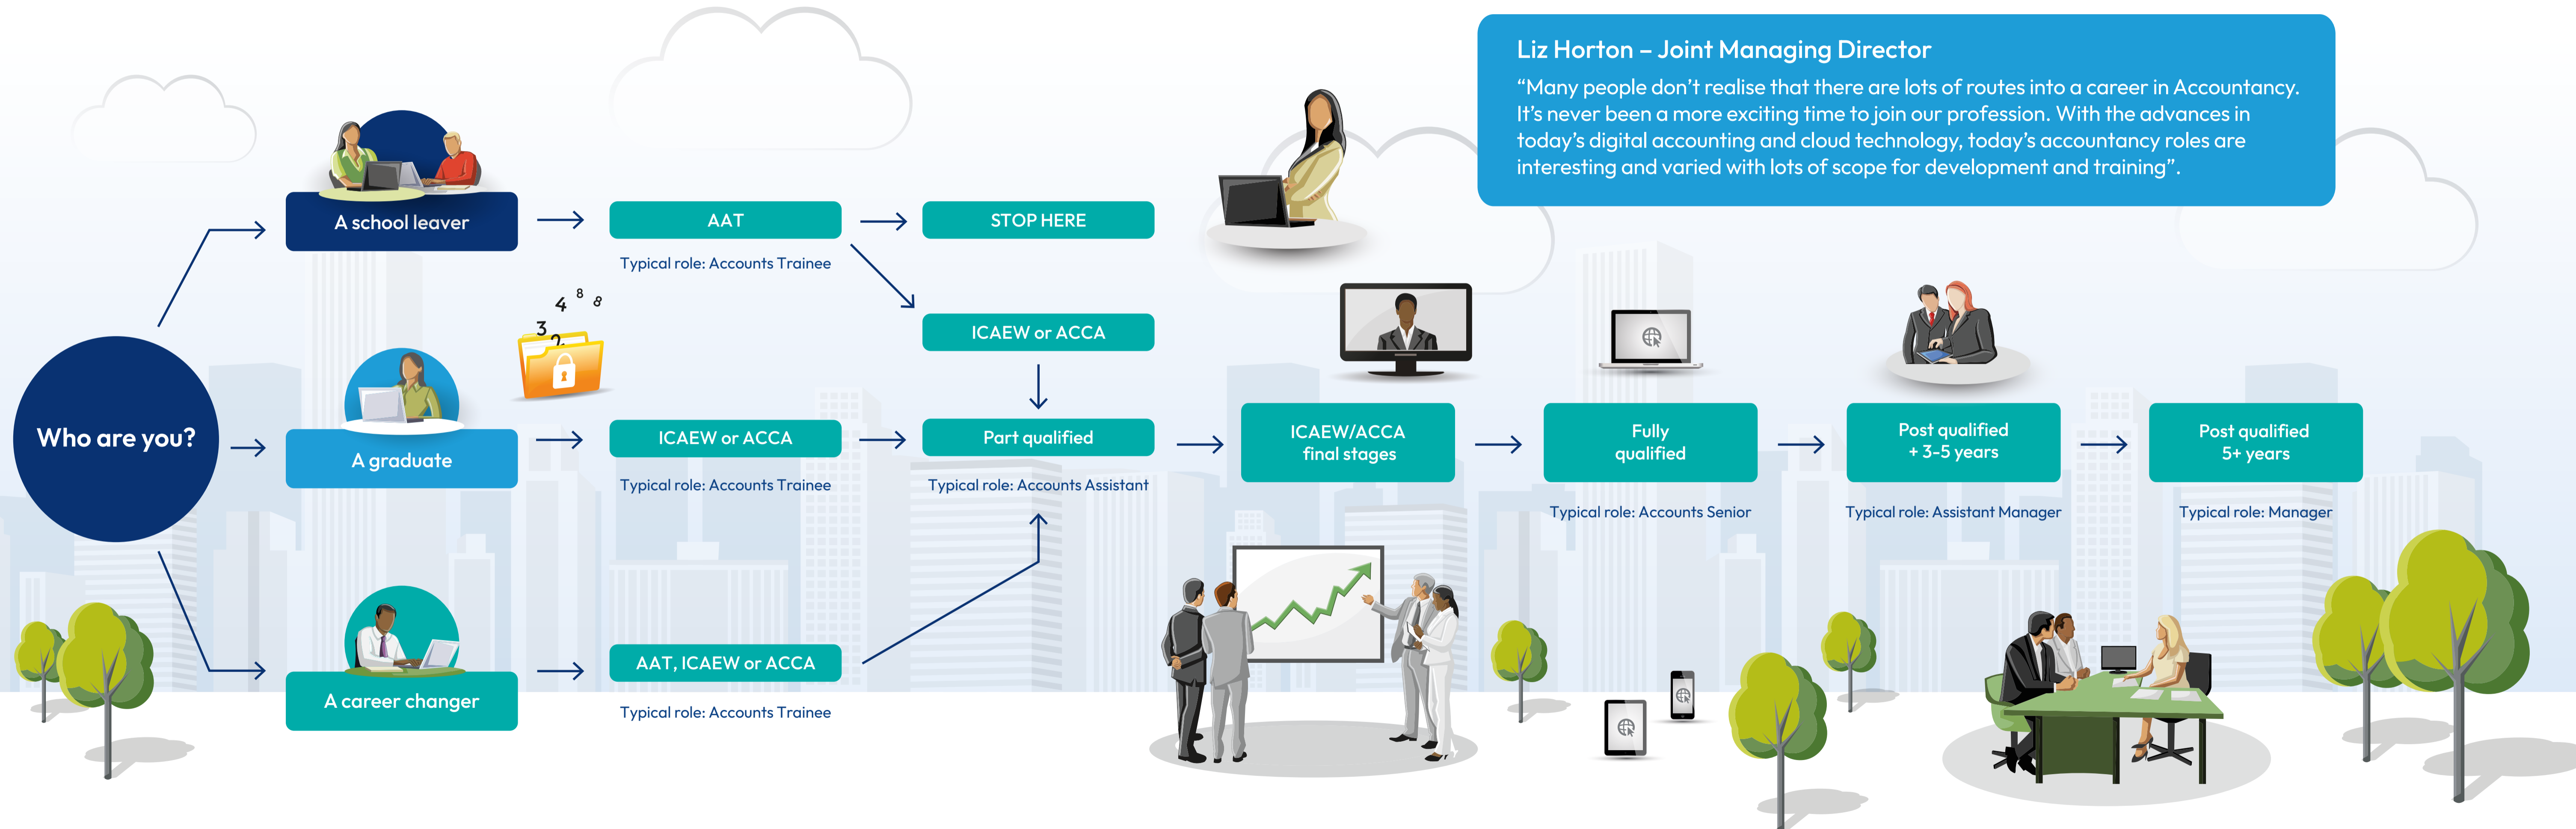 Liz Horton – Joint Managing Director
“Many people don’t realise that there are lots of routes into a career in Accountancy.
It’s never been a more exciting time to join our profession. With the advances in
today’s digital accounting and cloud technology, today’s accountancy roles are
interesting and varied with lots of scope for development and training”.
Who are you?
A school leaver
AAT
Typical role: Accounts Trainee
STOP HERE
ICAEW or ACCA
4 8 8
3
2
A graduate
ICAEW or ACCA
Typical role: Accounts Trainee
Part qualified
Typical role: Accounts Assistant
ICAEW/ACCA
final stages
Fully
qualified
Typical role: Accounts Senior
Post qualified
+ 3-5 years
Typical role: Assistant Manager
Post qualified
5+ years
Typical role: Manager
A career changer
AAT, ICAEW or ACCA
Typical role: Accounts Trainee